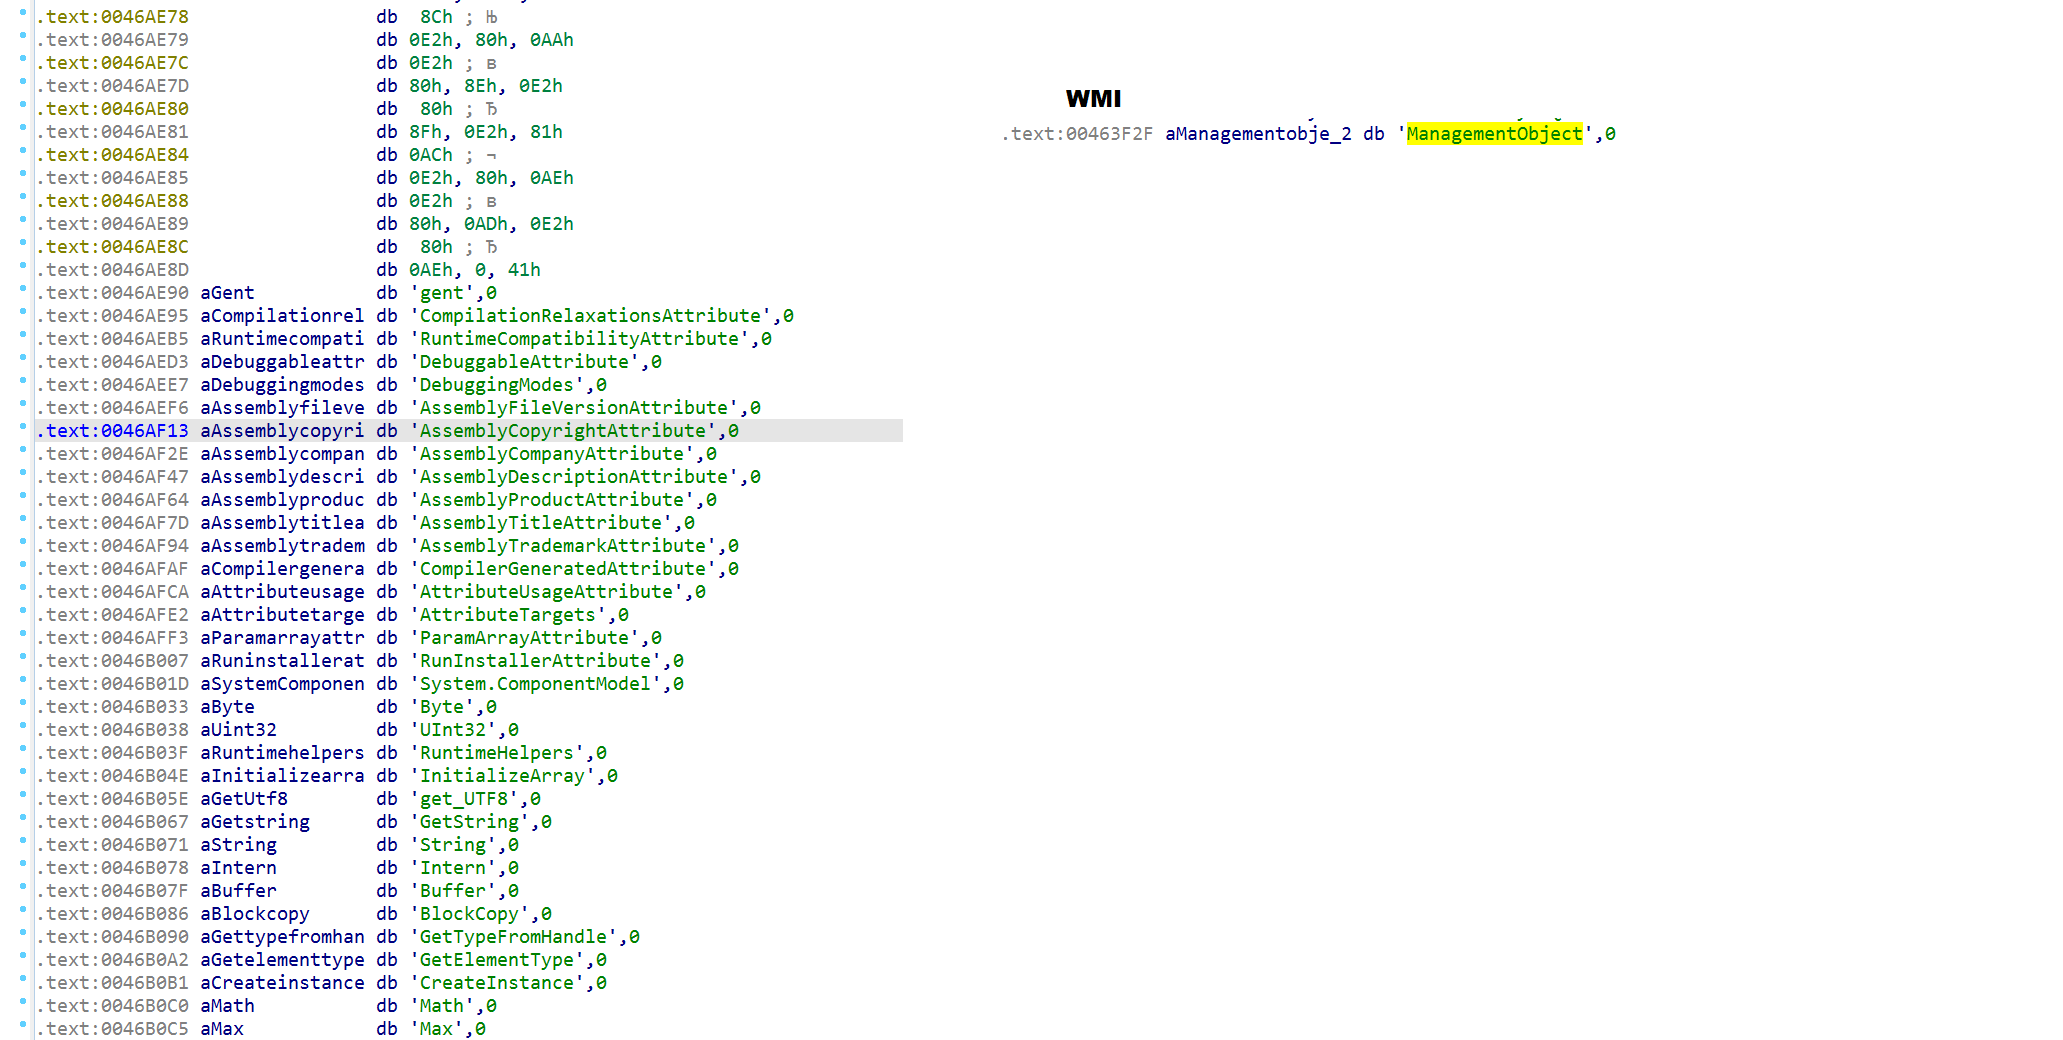 .text:0046AE78 db 8Ch ; Њ
.text:0046AE79 db 0E2h, 80h, 0AAh
.text:0046AE7C db 0E2h ; в
.text:0046AE7D db 80h, 8Eh, 0E2h
.text:0046AE80 db 80h ; Ђ
.text:0046AE81 db 8Fh, 0E2h, 81h
.text:0046AE84 db 0ACh ; ¬
.text:0046AE85 db 0E2h, 80h, 0AEh
.text:0046AE88 db 0E2h ; в
.text:0046AE89 db 80h, 0ADh, 0E2h
.text:0046AE8C db 80h ; Ђ
.text:0046AE8D db 0AEh, 0, 41h
.text:0046AE90 aGent db 'gent',0
.text:0046AE95 aCompilationrel db 'CompilationRelaxationsAttribute',0
.text:0046AEB5 aRuntimecompati db 'RuntimeCompatibilityAttribute',0
.text:0046AED3 aDebuggableattr db 'DebuggableAttribute',0
.text:0046AEE7 aDebuggingmodes db 'DebuggingModes',0
.text:0046AEF6 aAssemblyfileve db 'AssemblyFileVersionAttribute',0
.text:0046AF13 aAssemblycopyri db 'AssemblyCopyrightAttribute',0
.text:0046AF2E aAssemblycompan db 'AssemblyCompanyAttribute',0
.text:0046AF47 aAssemblydescri db 'AssemblyDescriptionAttribute',0
.text:0046AF64 aAssemblyproduc db 'AssemblyProductAttribute',0
.text:0046AF7D aAssemblytitlea db 'AssemblyTitleAttribute',0
.text:0046AF94 aAssemblytradem db 'AssemblyTrademarkAttribute',0
.text:0046AFAF aCompilergenera db 'CompilerGeneratedAttribute',0
.text:0046AFCA aAttributeusage db 'AttributeUsageAttribute',0
.text:0046AFE2 aAttributetarge db 'AttributeTargets',0
.text:0046AFF3 aParamarrayattr db 'ParamArrayAttribute',0
.text:0046B007 aRuninstallerat db 'RunInstallerAttribute',0
.text:0046B01D aSystemComponen db 'System.ComponentModel',0
.text:0046B033 aByte db 'Byte',0
.text:0046B038 aUint32 db 'UInt32',0
.text:0046B03F aRuntimehelpers db 'RuntimeHelpers',0
.text:0046B04E aInitializearra db 'InitializeArray',0
.text:0046B05E aGetUtf8 db 'get_UTF8',0
.text:0046B067 aGetstring db 'GetString',0
.text:0046B071 aString db 'String',0
.text:0046B078 aIntern db 'Intern',0
.text:0046B07F aBuffer db 'Buffer',0
.text:0046B086 aBlockcopy db 'BlockCopy',0
.text:0046B090 aGettypefromhan db 'GetTypeFromHandle',0
.text:0046B0A2 aGetelementtype db 'GetElementType',0
.text:0046B0B1 aCreateinstance db 'CreateInstance',0
.text:0046B0C0 aMath db 'Math',0
.text:0046B0C5 aMax db 'Max',0
WMI
.text:00463F2F aManagementobje_2 db 'ManagementObject',0